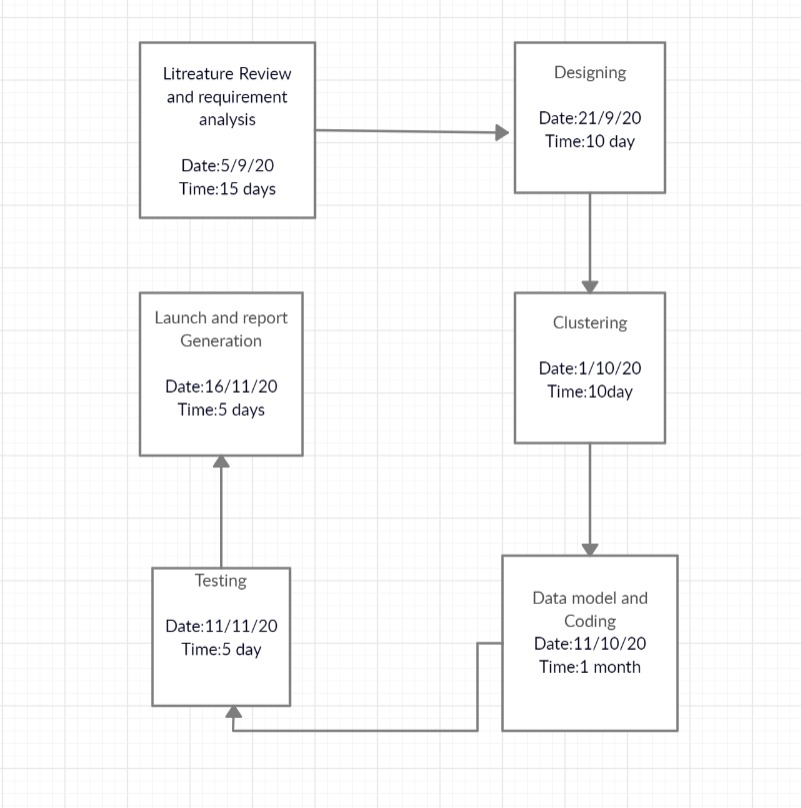 Litreature Review
and requirement
analysis
Date:5/9/20
Time:15 days
Designing
Date:21/9/20
Time:10 day
Clustering
Date:1/10/20
Time:10day
Data model and
Coding
Date:11/10/20
Time:1 month
Testing
Date:11/11/20
Time:5 day
Launch and report
Generation
Date:16/11/20
Time:5 days